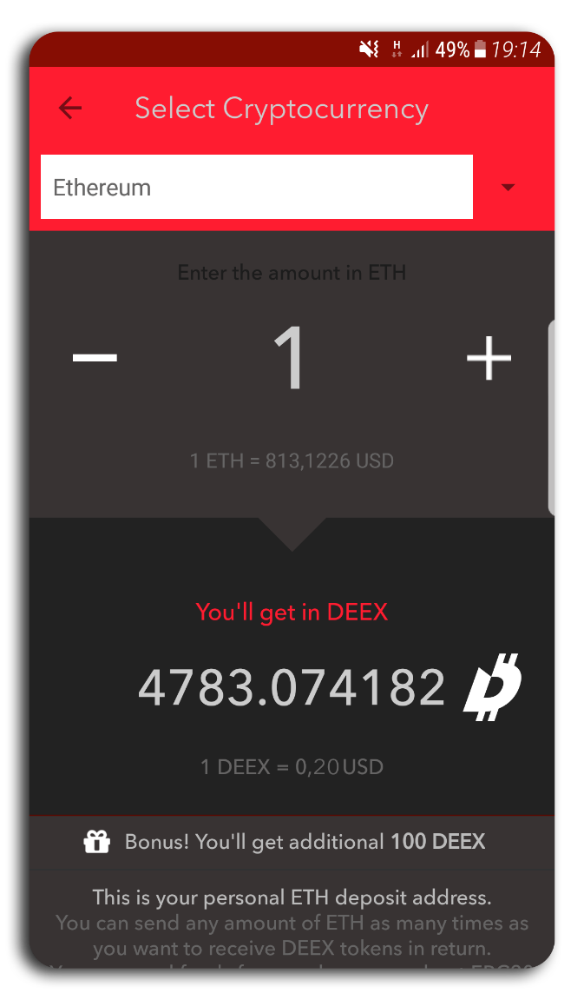 H 49% 19:14
Select Cryptocurrency
Ethereum
Enter the amount in ETH
1
1 ETH = 813,1226 USD
You'll get in DEEX
4783.074182
1 DEEX = 0,20 USD
Bonus! You'll get additional 100 DEEX
This is your personal ETH deposit address.
You can send any amount of ETH as many times as
you want to receive DEEX tokens in return.